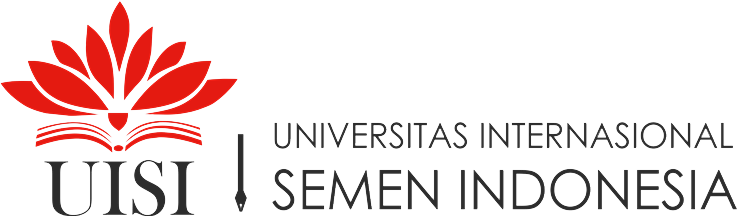 UISI
UNIVERSITAS INTERNASIONAL
SEMEN INDONESIA